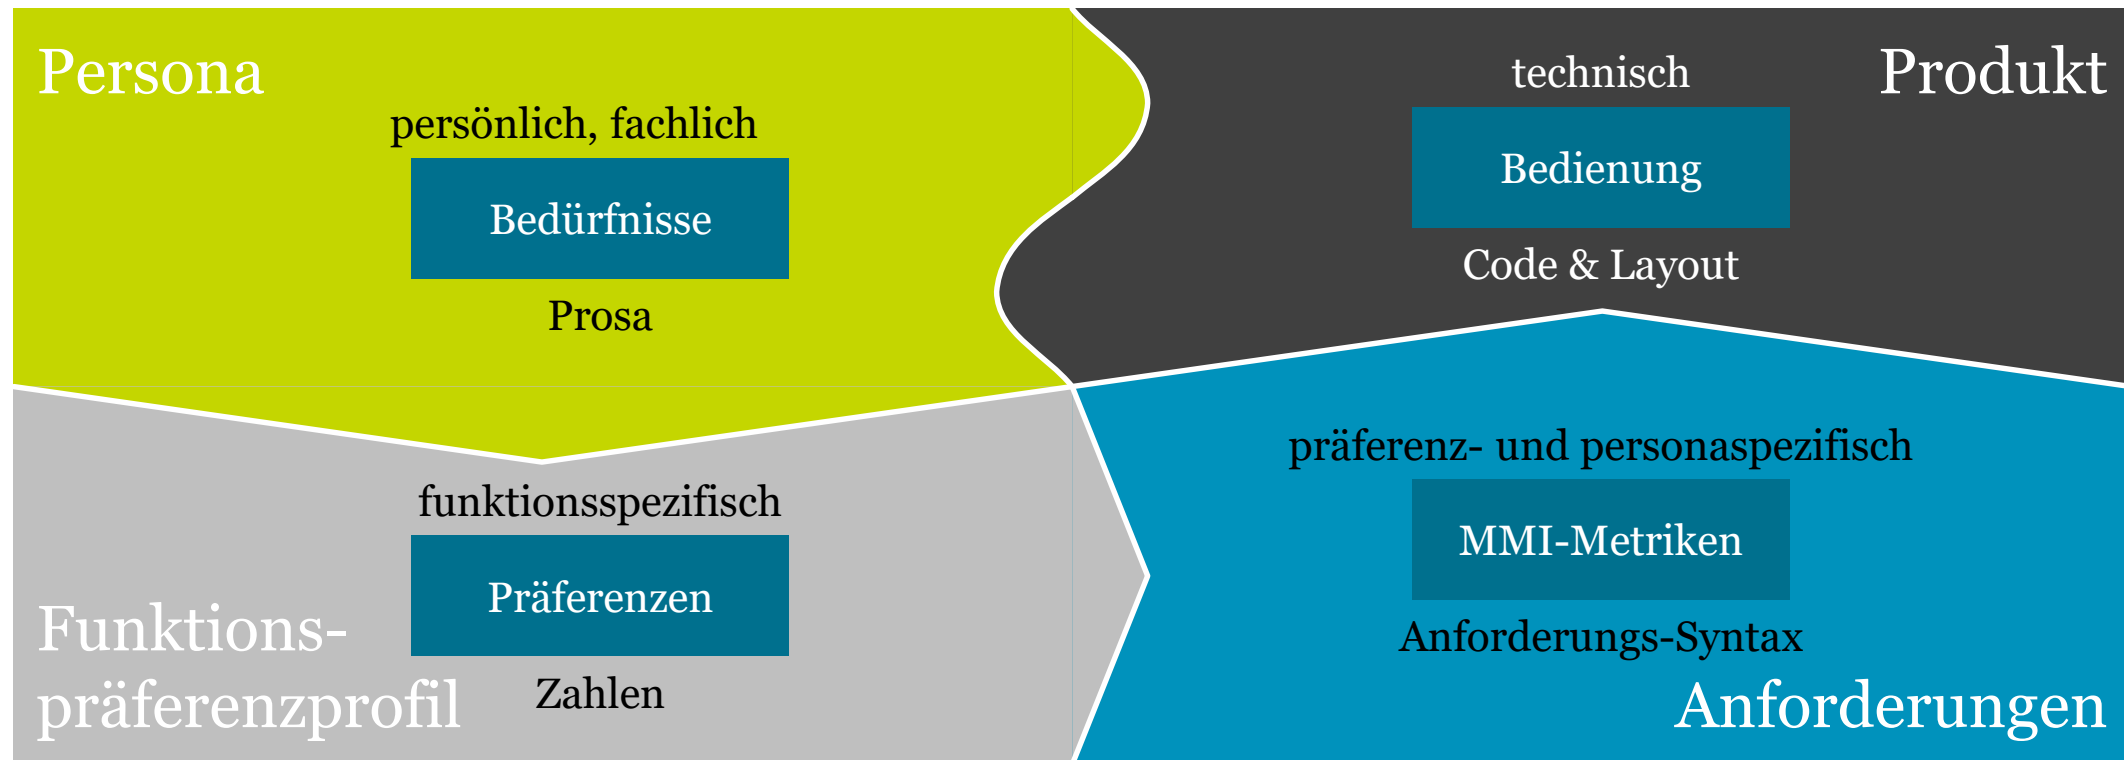 Persona
persönlich, fachlich
Bedürfnisse
Prosa
Produkt
technisch
Bedienung
Code & Layout
Funktions-
präferenzprofil
funktionsspezifisch
Präferenzen
Zahlen
präferenz- und personaspezifisch
MMI-Metriken
Anforderungs-Syntax
Anforderungen